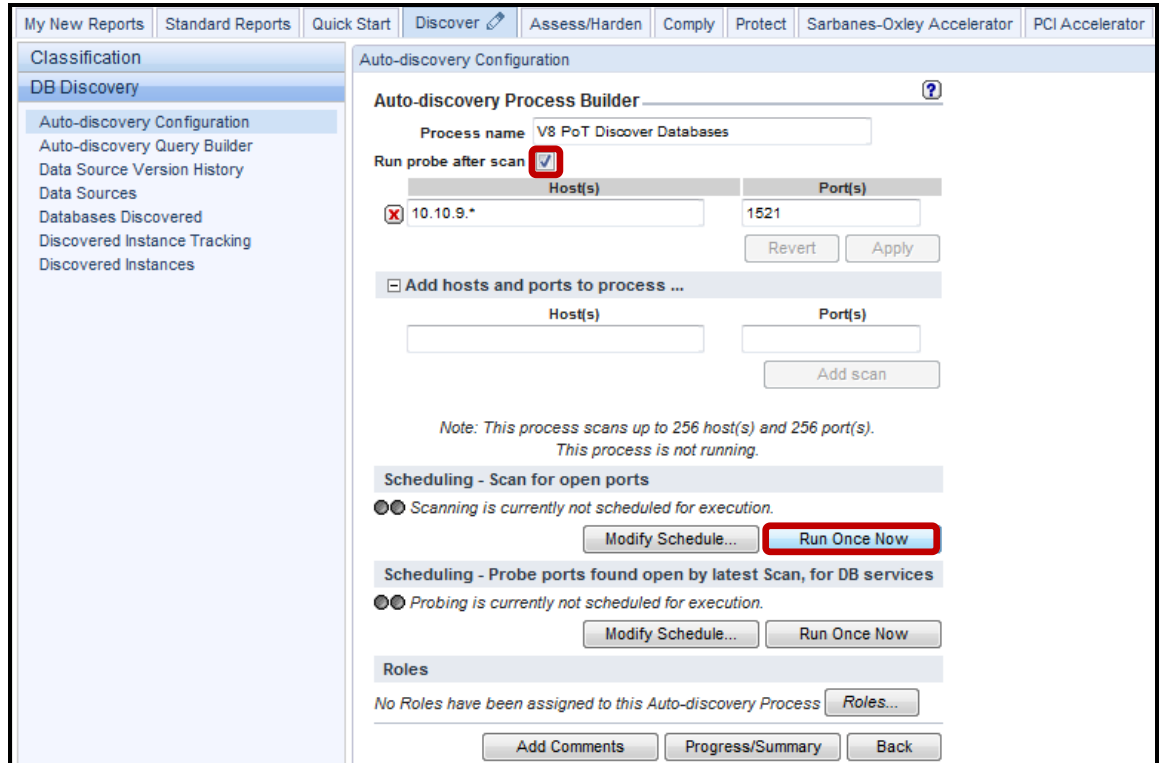 My New Reports Standard Reports Quick Start Discover Assess/Harden Comply Protect Sarbanes-Oxley Accelerator PCI Accelerator
Classification
DB Discovery
Auto-discovery Configuration
Auto-discovery Query Builder
Data Source Version History
Data Sources
Databases Discovered
Discovered Instance Tracking
Discovered Instances
Auto-discovery Configuration
Auto-discovery Process Builder ?
Process name V8 PoT Discover Databases
Run probe after scan
Host(s) Port(s)
10.10.9.* 1521
Revert Apply
Add hosts and ports to process ...
Host(s) Port(s)
Add scan
Note: This process scans up to 256 host(s) and 256 port(s).
This process is not running.
Scheduling - Scan for open ports
Scanning is currently not scheduled for execution.
Modify Schedule... Run Once Now
Scheduling - Probe ports found open by latest Scan, for DB services
Probing is currently not scheduled for execution.
Modify Schedule... Run Once Now
Roles
No Roles have been assigned to this Auto-discovery Process Roles...
Add Comments Progress/Summary Back